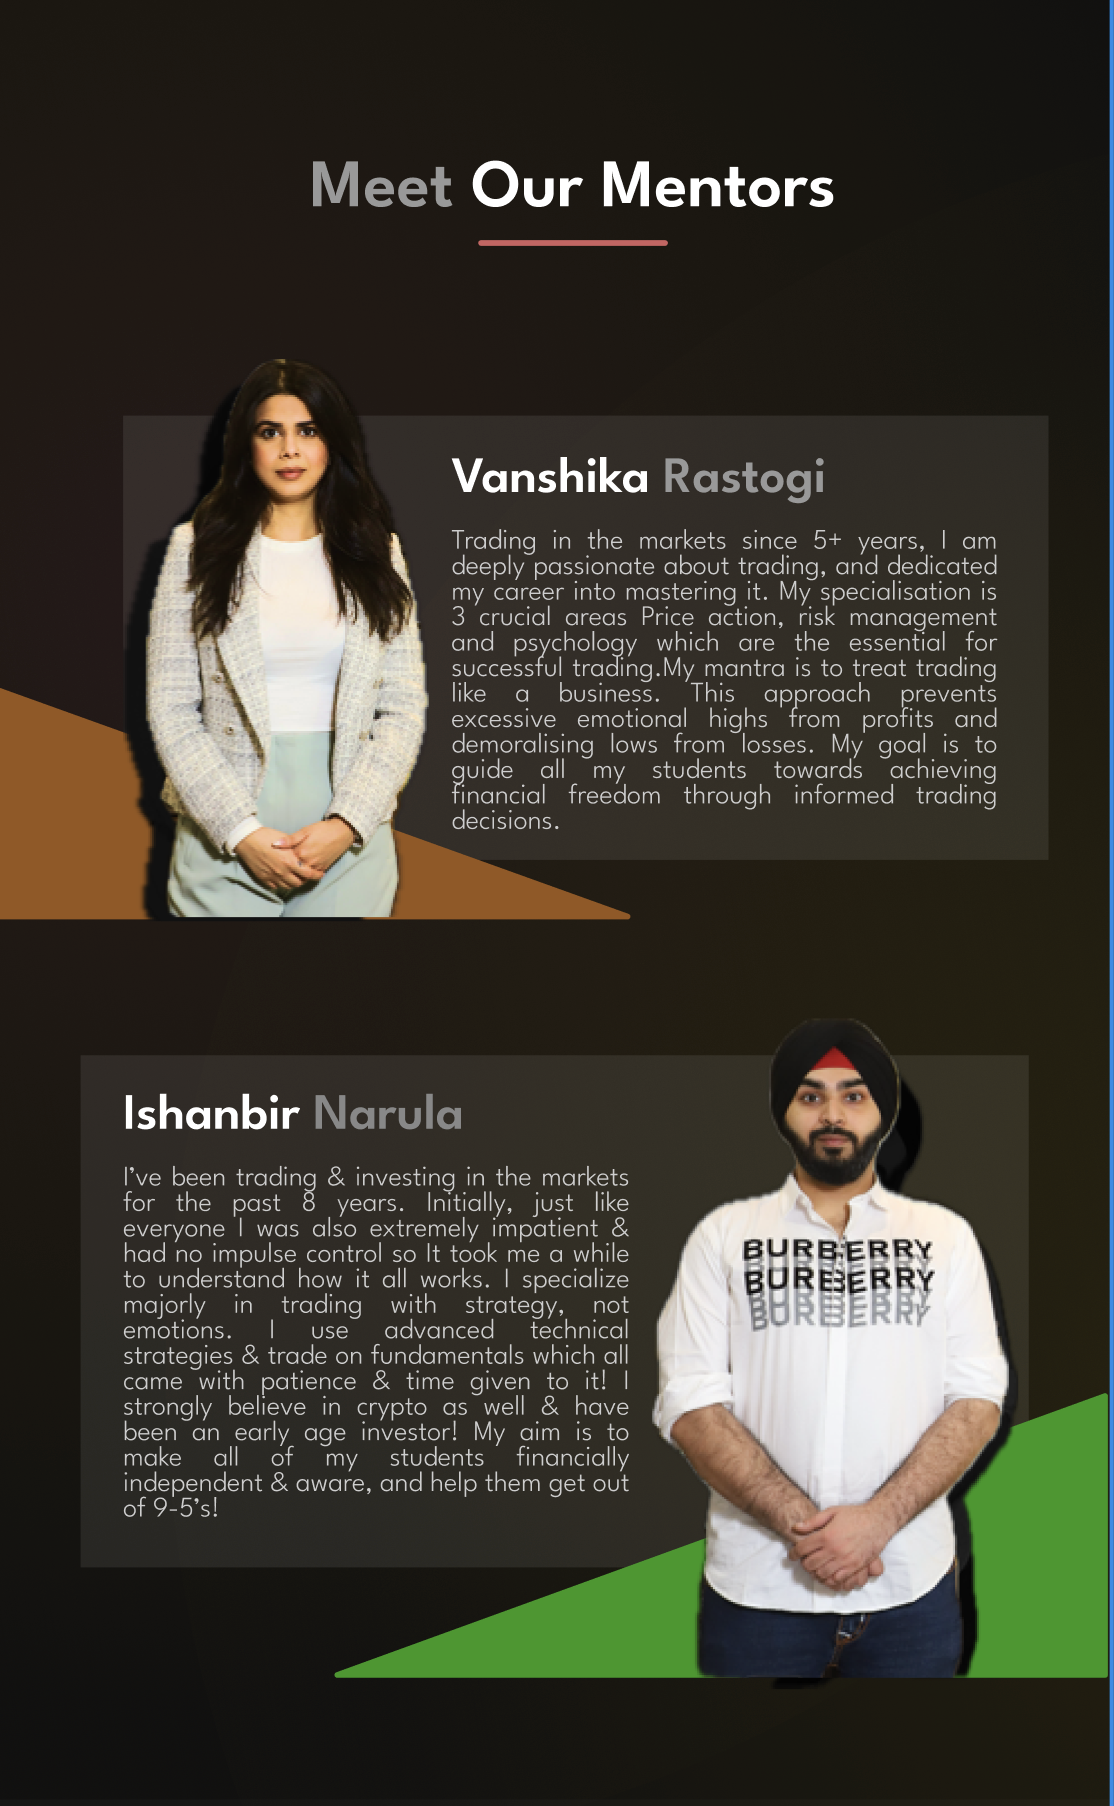 Meet Our Mentors
Vanshika Rastogi
Trading in the markets since 5+ years, I am
deeply passionate about trading, and dedicated
my career into mastering it. My specialisation is
3 crucial areas Price action, risk management
and psychology which are the essential for
successful trading.My mantra is to treat trading
like a business. This approach prevents
excessive emotional highs from profits and
demoralising lows from losses. My goal is to
guide all my students towards achieving
financial freedom through informed trading
decisions.
Ishanbir Narula
I’ve been trading & investing in the markets
for the past 8 years. Initially, just like
everyone I was also extremely impatient &
had no impulse control so It took me a while
to understand how it all works. I specialize
majorly in trading with strategy, not
emotions. I use advanced technical
strategies & trade on fundamentals which all
came with patience & time given to it! I
strongly believe in crypto as well & have
been an early age investor! My aim is to
make all of my students financially
independent & aware, and help them get out
of 9-5’s!
BURBERRY
BURBERRY
BURBERRY